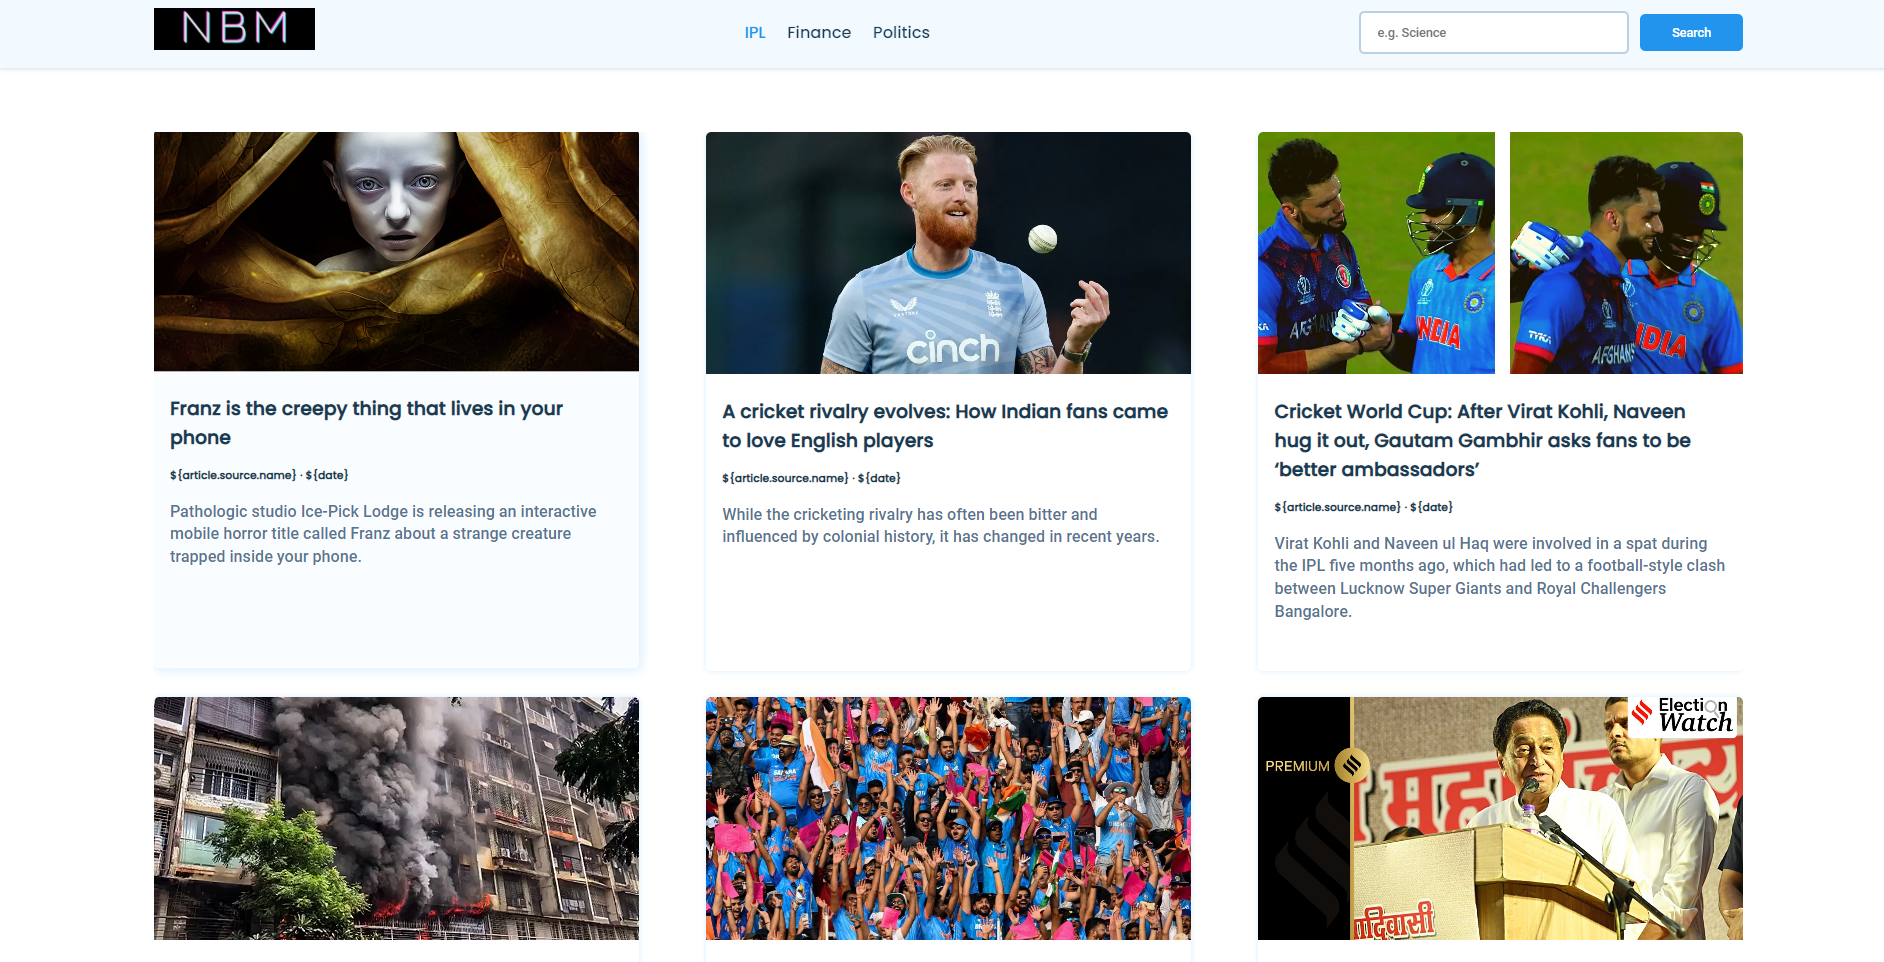 NBM
IPL Finance Politics
e.g. Science
Search
Franz is the creepy thing that lives in your
phone
${article.source.name} · ${date}
Pathologic studio Ice-Pick Lodge is releasing an interactive
mobile horror title called Franz about a strange creature
trapped inside your phone.
cinch
A cricket rivalry evolves: How Indian fans came
to love English players
${article.source.name} · ${date}
While the cricketing rivalry has often been bitter and
influenced by colonial history, it has changed in recent years.
INDIA
TYKA
AFGHANIS
INDIA
Cricket World Cup: After Virat Kohli, Naveen
hug it out, Gautam Gambhir asks fans to be
‘better ambassadors’
${article.source.name} · ${date}
Virat Kohli and Naveen ul Haq were involved in a spat during
the IPL five months ago, which had led to a football-style clash
between Lucknow Super Giants and Royal Challengers
Bangalore.
Election
Watch
PREMIUM